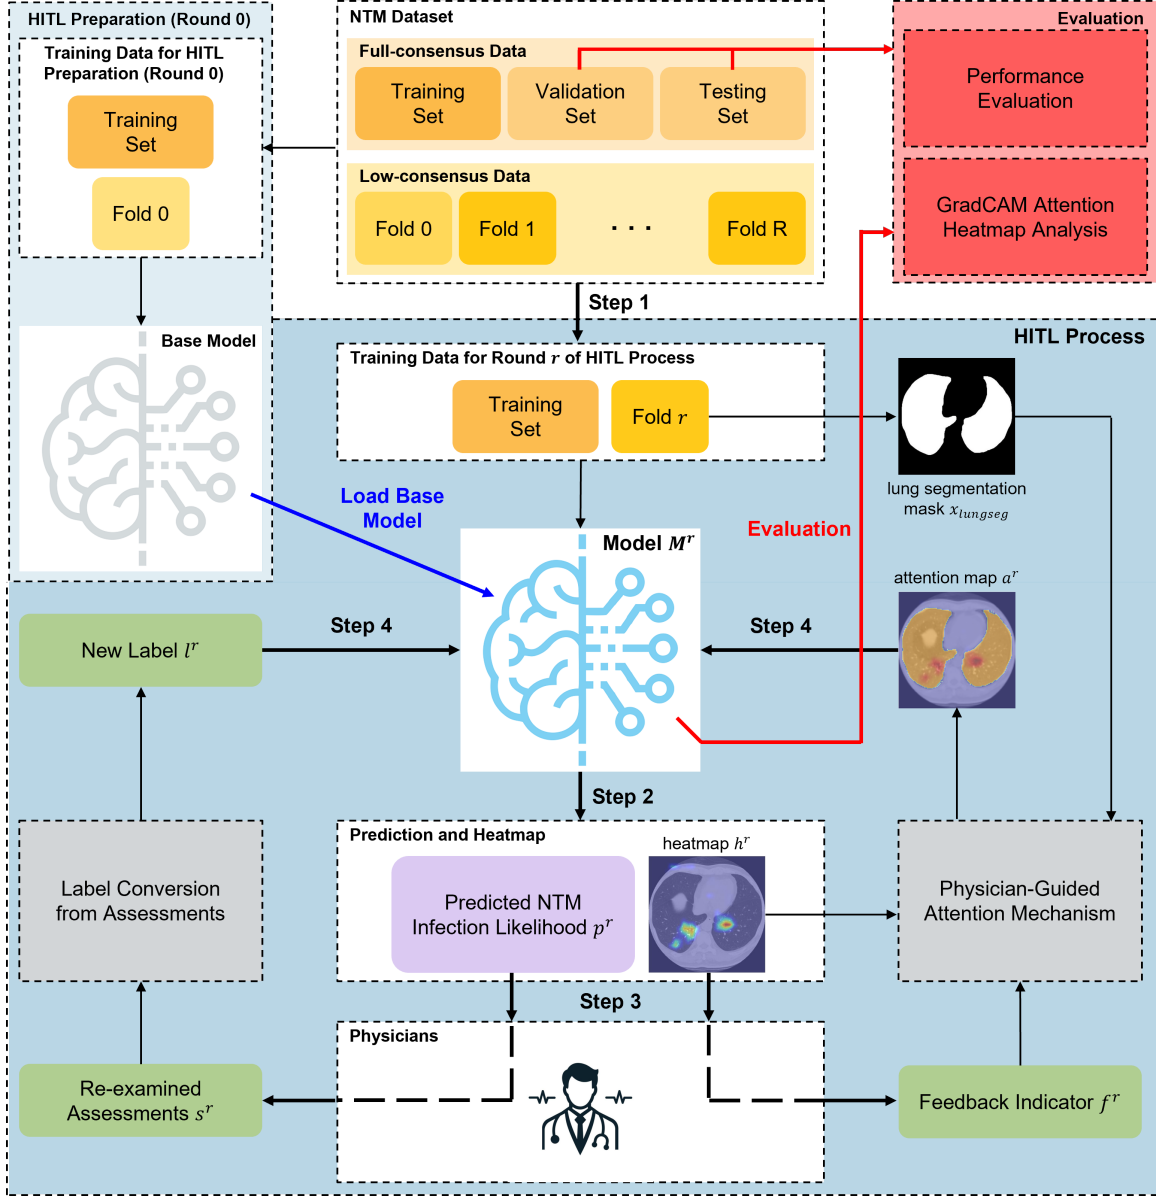 HITL Preparation (Round 0)
Training Data for HITL
Preparation (Round 0)
Training
Set
Fold 0
Base Model
NTM Dataset
Full-consensus Data
Training
Set
Validation
Set
Testing
Set
Low-consensus Data
Fold 0
Fold 1
. . .
Fold R
Evaluation
Performance
Evaluation
GradCAM Attention
Heatmap Analysis
Step 1
HITL Process
Training Data for Round r of HITL Process
Training
Set
Fold r
lung segmentation
mask x_lungseg
Load Base
Model
Evaluation
Model M^r
attention map a^r
New Label l^r
Step 4
Step 4
Step 2
Prediction and Heatmap
Predicted NTM
Infection Likelihood p^r
heatmap h^r
Label Conversion
from Assessments
Physician-Guided
Attention Mechanism
Step 3
Physicians
Re-examined
Assessments s^r
Feedback Indicator f^r